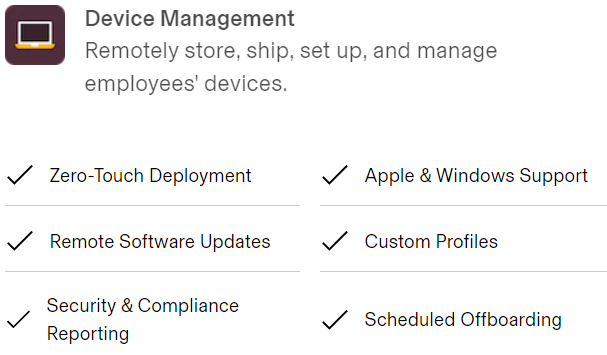 Device Management
Remotely store, ship, set up, and manage
employees' devices.
Zero-Touch Deployment
Apple & Windows Support
Remote Software Updates
Custom Profiles
Security & Compliance
Reporting
Scheduled Offboarding